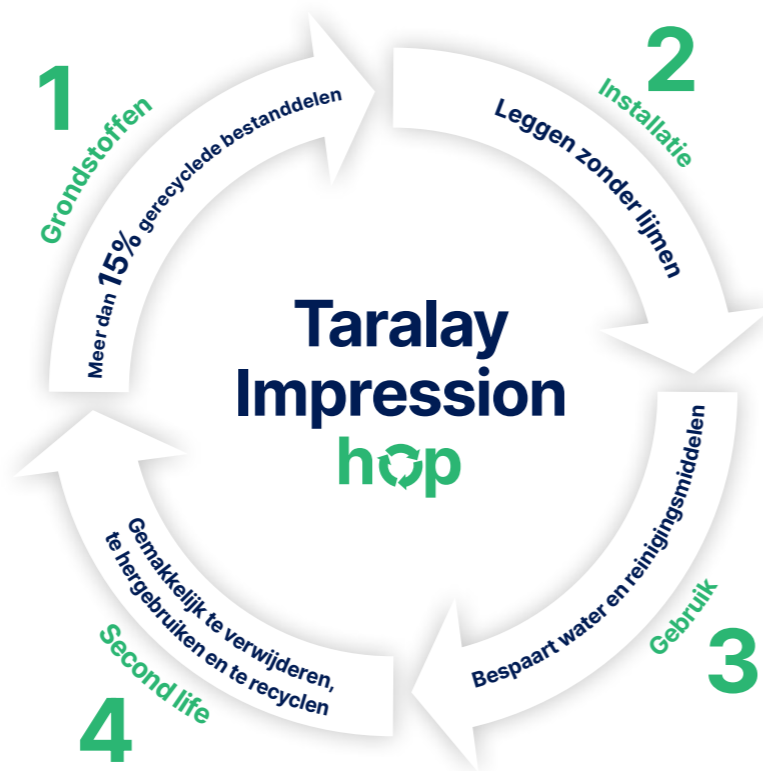 1
Grondstoffen
Meer dan 15% gerecyclede bestanddelen
2
Installatie
Leggen zonder lijmen
Taralay
Impression
hop
3
Gebruik
Bespaart water en reinigingsmiddelen
4
Second life
Gemakkelijk te verwijderen,
te hergebruiken en te recyclen